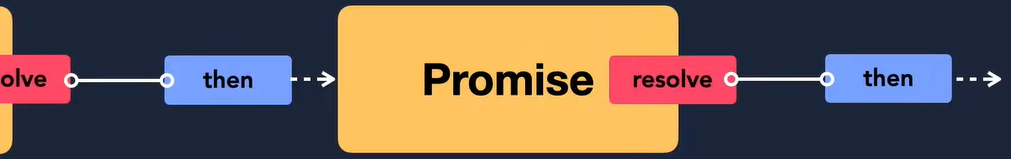 olve
then
Promise
resolve
then